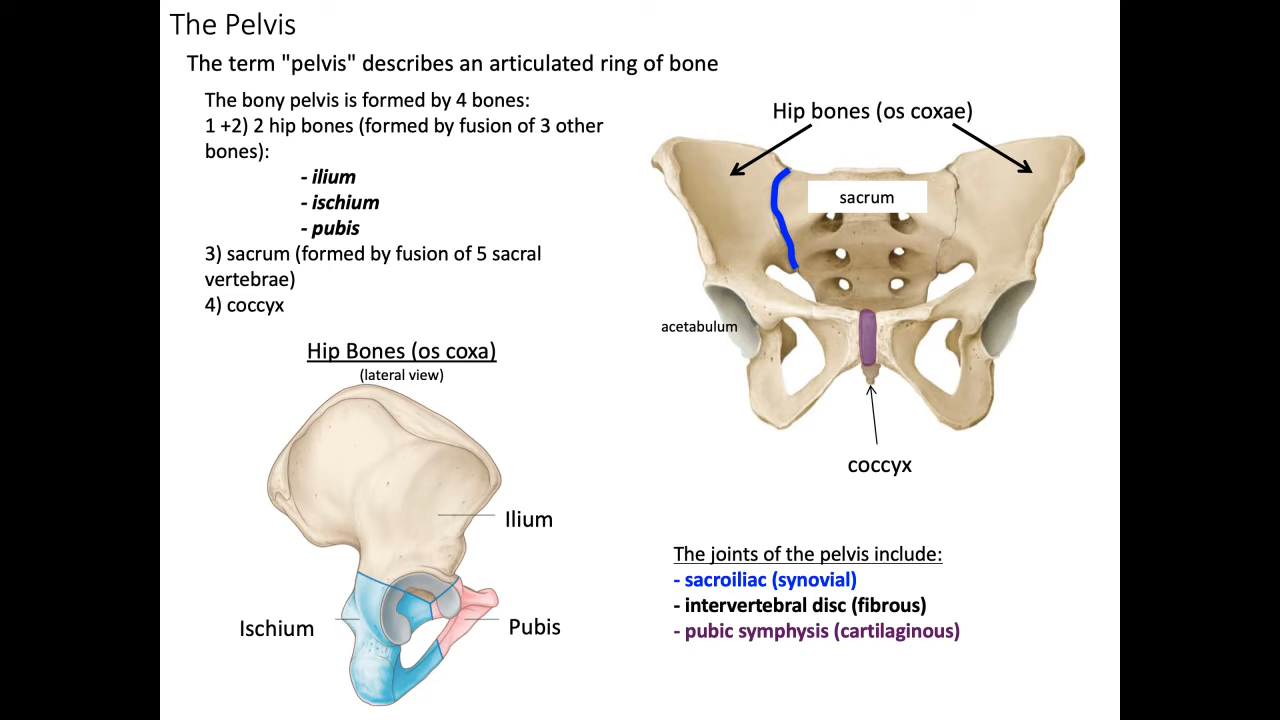 The Pelvis
The term "pelvis" describes an articulated ring of bone
The bony pelvis is formed by 4 bones:
1 +2) 2 hip bones (formed by fusion of 3 other
bones):
- ilium
- ischium
- pubis
3) sacrum (formed by fusion of 5 sacral
vertebrae)
4) coccyx
Hip bones (os coxae)
sacrum
acetabulum
coccyx
Hip Bones (os coxa)
(lateral view)
Ilium
Ischium
Pubis
The joints of the pelvis include:
- sacroiliac (synovial)
- intervertebral disc (fibrous)
- pubic symphysis (cartilaginous)